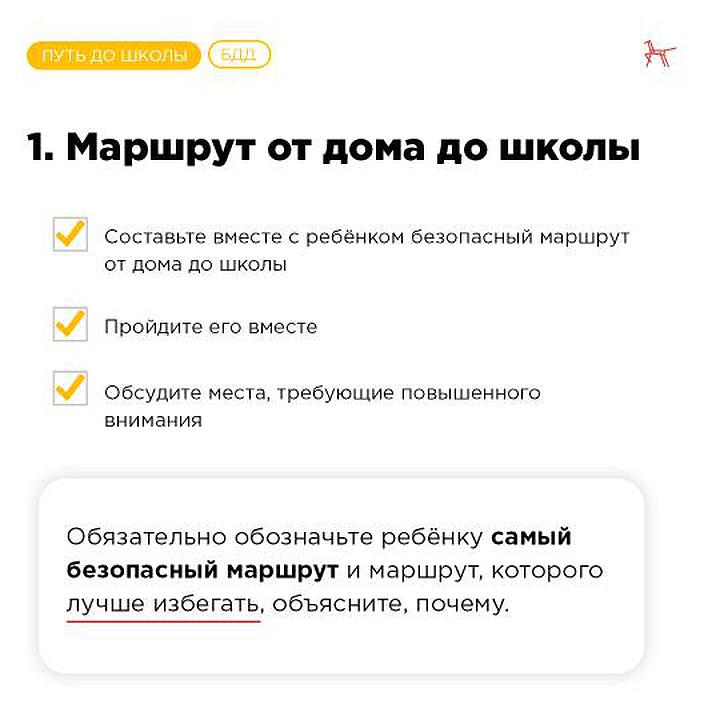 ПУТЬ ДО ШКОЛЫ БДД
1. Маршрут от дома до школы
Составьте вместе с ребёнком безопасный маршрут
от дома до школы
Пройдите его вместе
Обсудите места, требующие повышенного
внимания
Обязательно обозначьте ребёнку самый
безопасный маршрут и маршрут, которого
лучше избегать, объясните, почему.